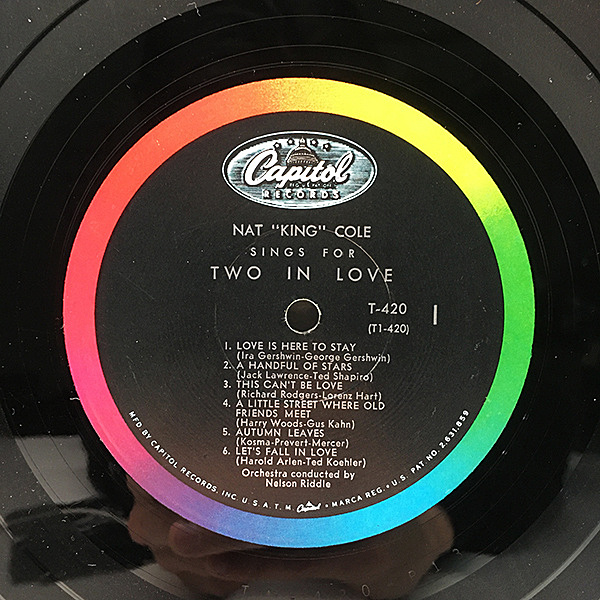 Capitol
RECORDS
NAT "KING" COLE
SINGS FOR
TWO IN LOVE
T-420
(T1-420)
1
1. LOVE IS HERE TO STAY
(Ira Gershwin-George Gershwin)
2. A HANDFUL OF STARS
(Jack Lawrence-Ted Shapiro)
3. THIS CAN'T BE LOVE
(Richard Rodgers-Lorenz Hart)
4. A LITTLE STREET WHERE OLD
FRIENDS MEET
(Harry Woods-Gus Kahn)
5. AUTUMN LEAVES
(Kosma-Prevert-Mercer)
6. LET'S FALL IN LOVE
(Harold Arlen-Ted Koehler)
Orchestra conducted by
Nelson Riddle
MFD BY CAPITOL RECORDS, INC U.S.A. T.M. Capitol • MARCA REG. • U.S. PAT. NO. 2,631,859